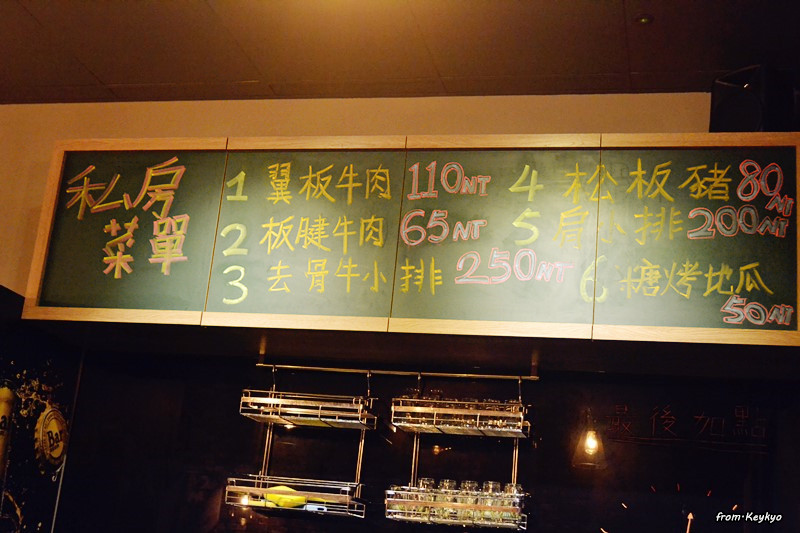 私房
菜單
1 翼板牛肉 110NT
2 板腱牛肉 65NT
3 去骨牛小排 250NT
4 松板豬 80NT
5 肩小排 200NT
6 糖烤地瓜
50NT
最後加點
Bar
from·Keykyo